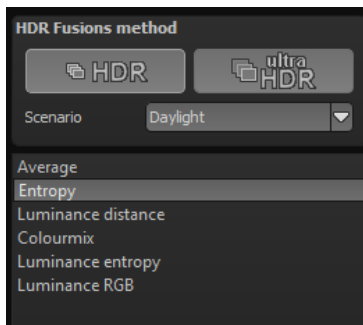 HDR Fusions method
HDR
ultra
HDR
Scenario Daylight
Average
Entropy
Luminance distance
Colourmix
Luminance entropy
Luminance RGB